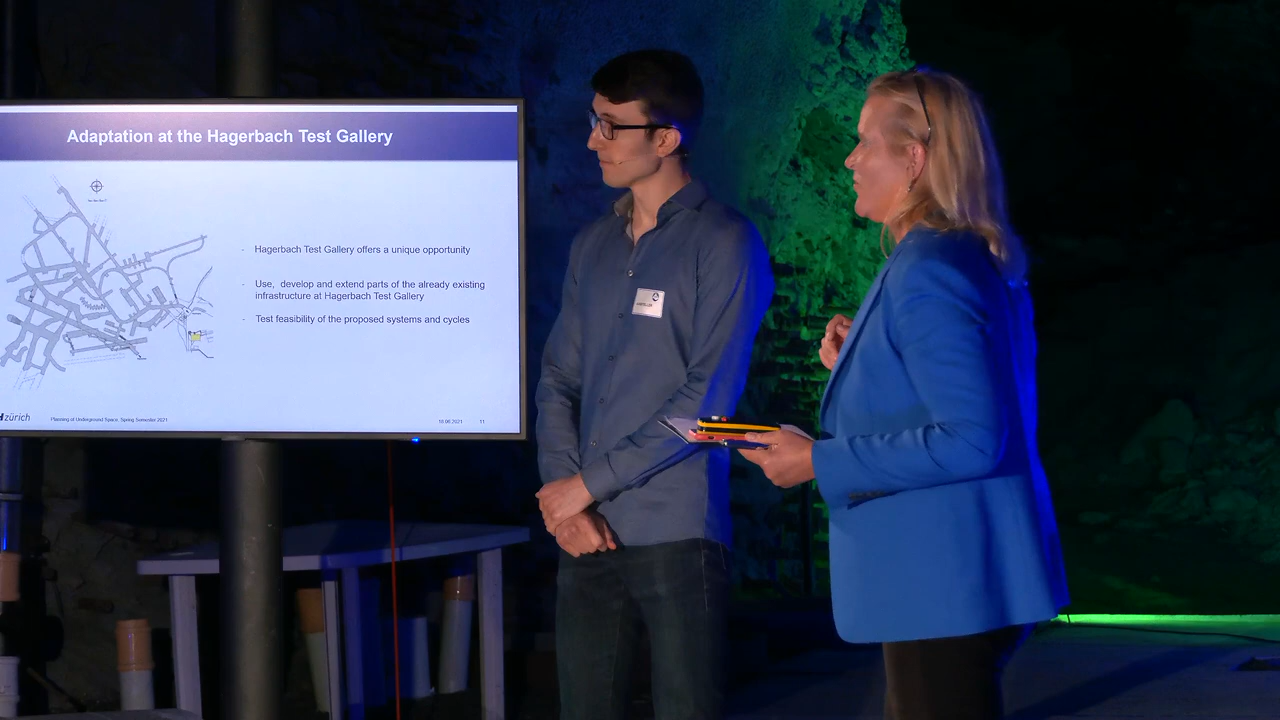 Adaptation at the Hagerbach Test Gallery
- Hagerbach Test Gallery offers a unique opportunity
- Use, develop and extend parts of the already existing
infrastructure at Hagerbach Test Gallery
- Test feasibility of the proposed systems and cycles
zürich
Planning of Underground Space, Spring Semester 2021
18.06.2021
11